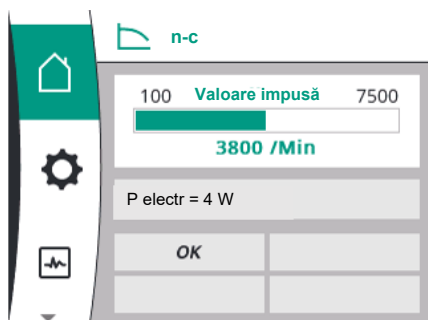 n-c
100 Valoare impusă 7500
3800 /Min
P electr = 4 W
OK